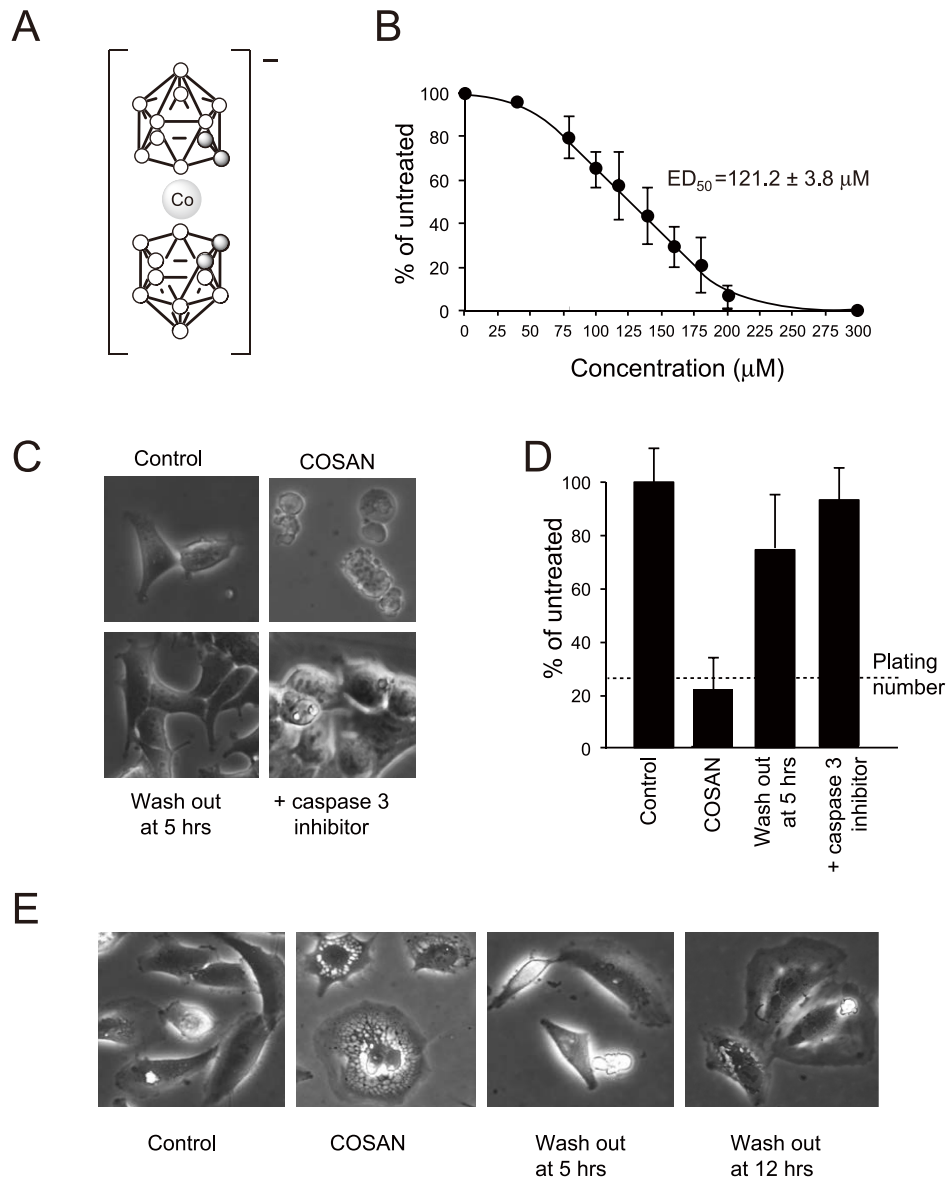 A
−
Co
B
% of untreated
100
80
60
40
20
0
ED50=121.2 ± 3.8 μM
0 25 50 75 100 125 150 175 200 225 250 275 300
Concentration (μM)
C
Control
COSAN
Wash out
at 5 hrs
+ caspase 3
inhibitor
D
% of untreated
100
80
60
40
20
0
Plating
number
Control
COSAN
Wash out
at 5 hrs
+ caspase 3
inhibitor
E
Control
COSAN
Wash out
at 5 hrs
Wash out
at 12 hrs